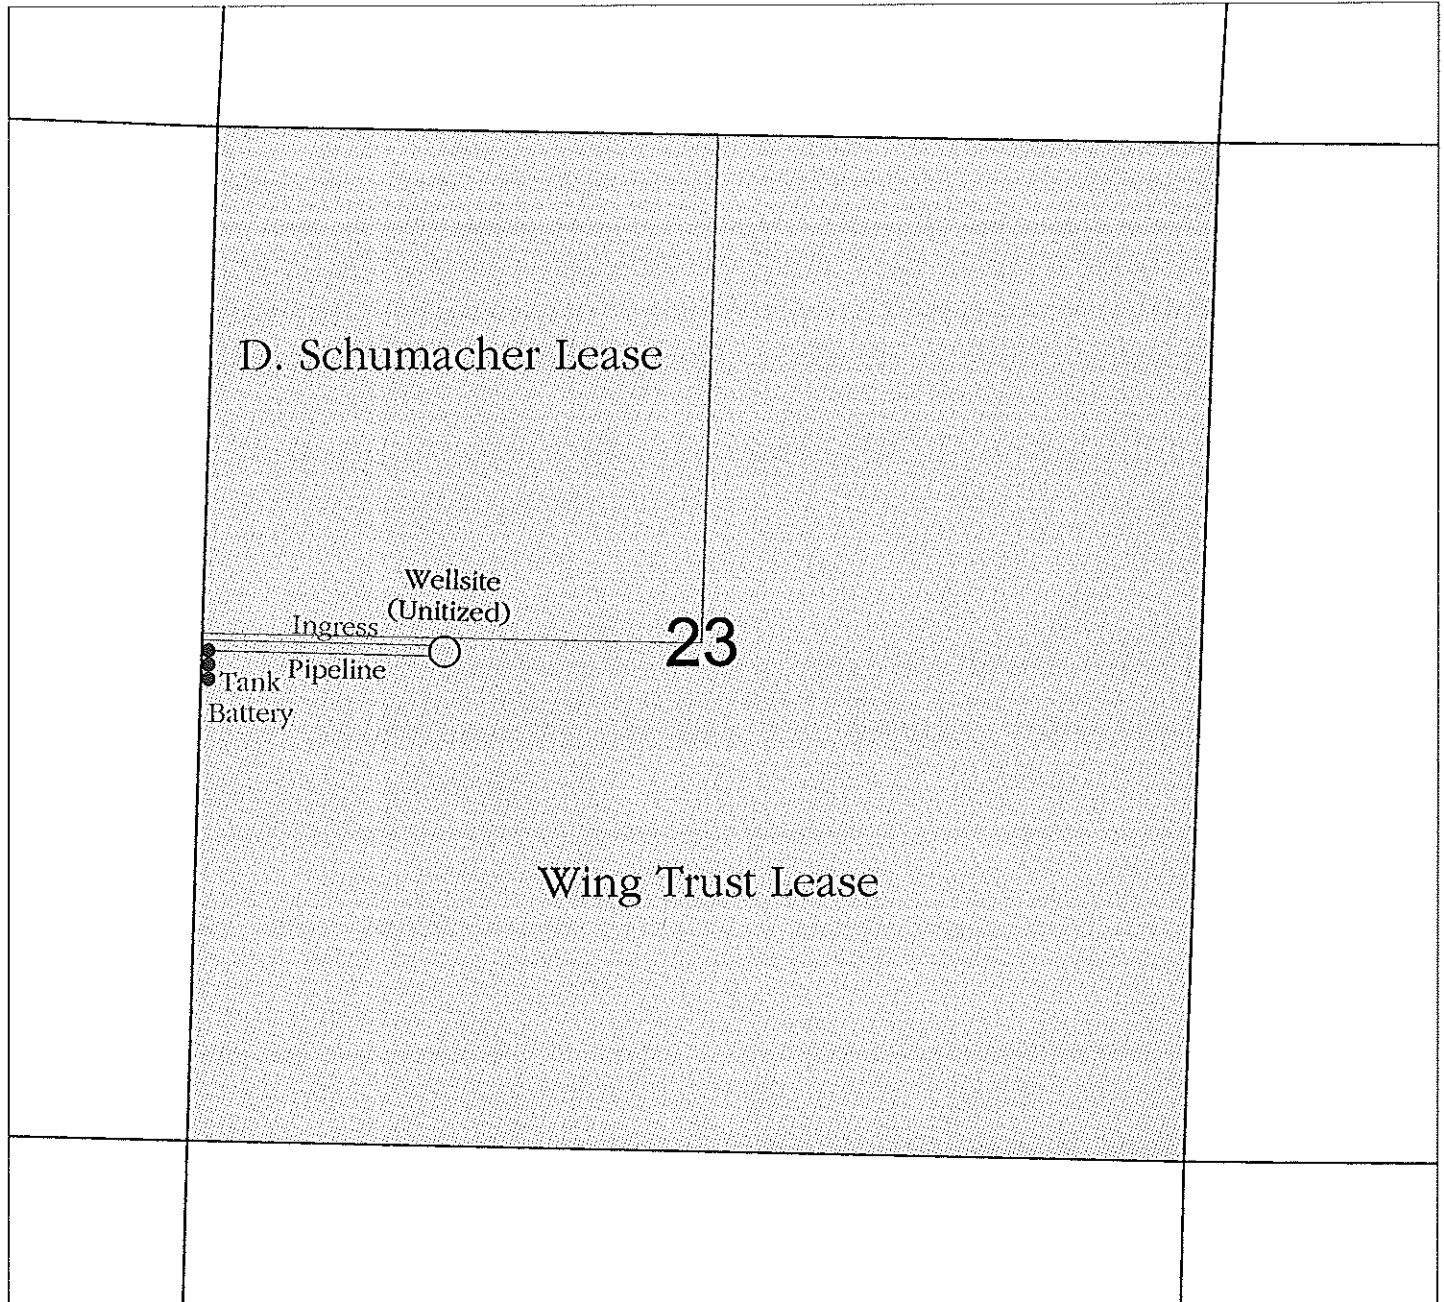 D. Schumacher Lease
Wellsite
(Unitized)
Ingress
23
Pipeline
Tank
Battery
Wing Trust Lease